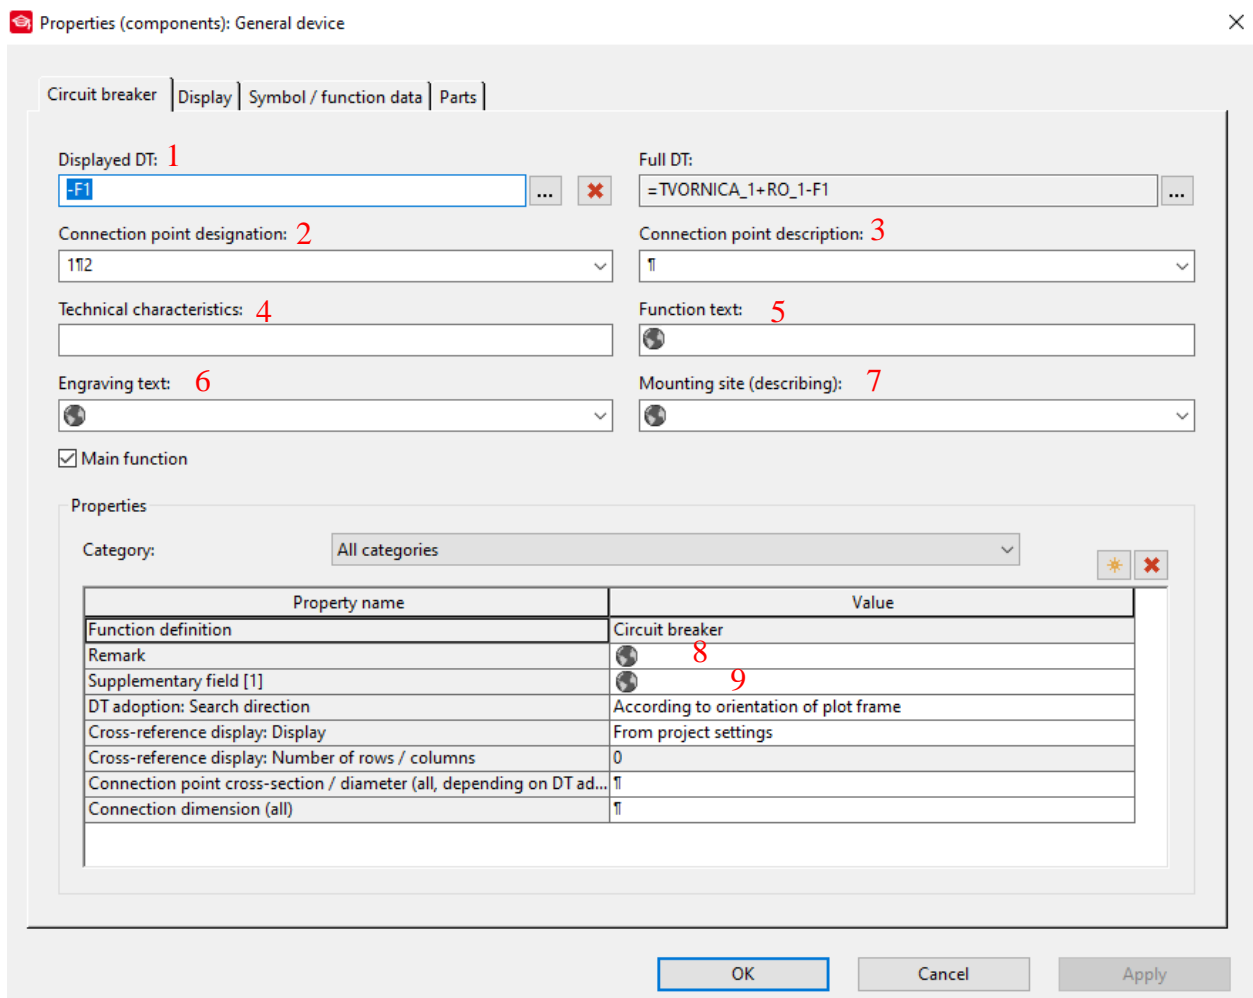 Properties (components): General device
Circuit breaker Display Symbol / function data Parts
Displayed DT: 1 Full DT:
-F1 ... =TVORNICA_1+RO_1-F1 ...
Connection point designation: 2 Connection point description: 3
1¶2 ¶
Technical characteristics: 4 Function text: 5
Engraving text: 6 Mounting site (describing): 7
Main function
Properties
Category: All categories
Property name Value
Function definition Circuit breaker
Remark 8
Supplementary field [1] 9
DT adoption: Search direction According to orientation of plot frame
Cross-reference display: Display From project settings
Cross-reference display: Number of rows / columns 0
Connection point cross-section / diameter (all, depending on DT ad... ¶
Connection dimension (all) ¶
OK Cancel Apply